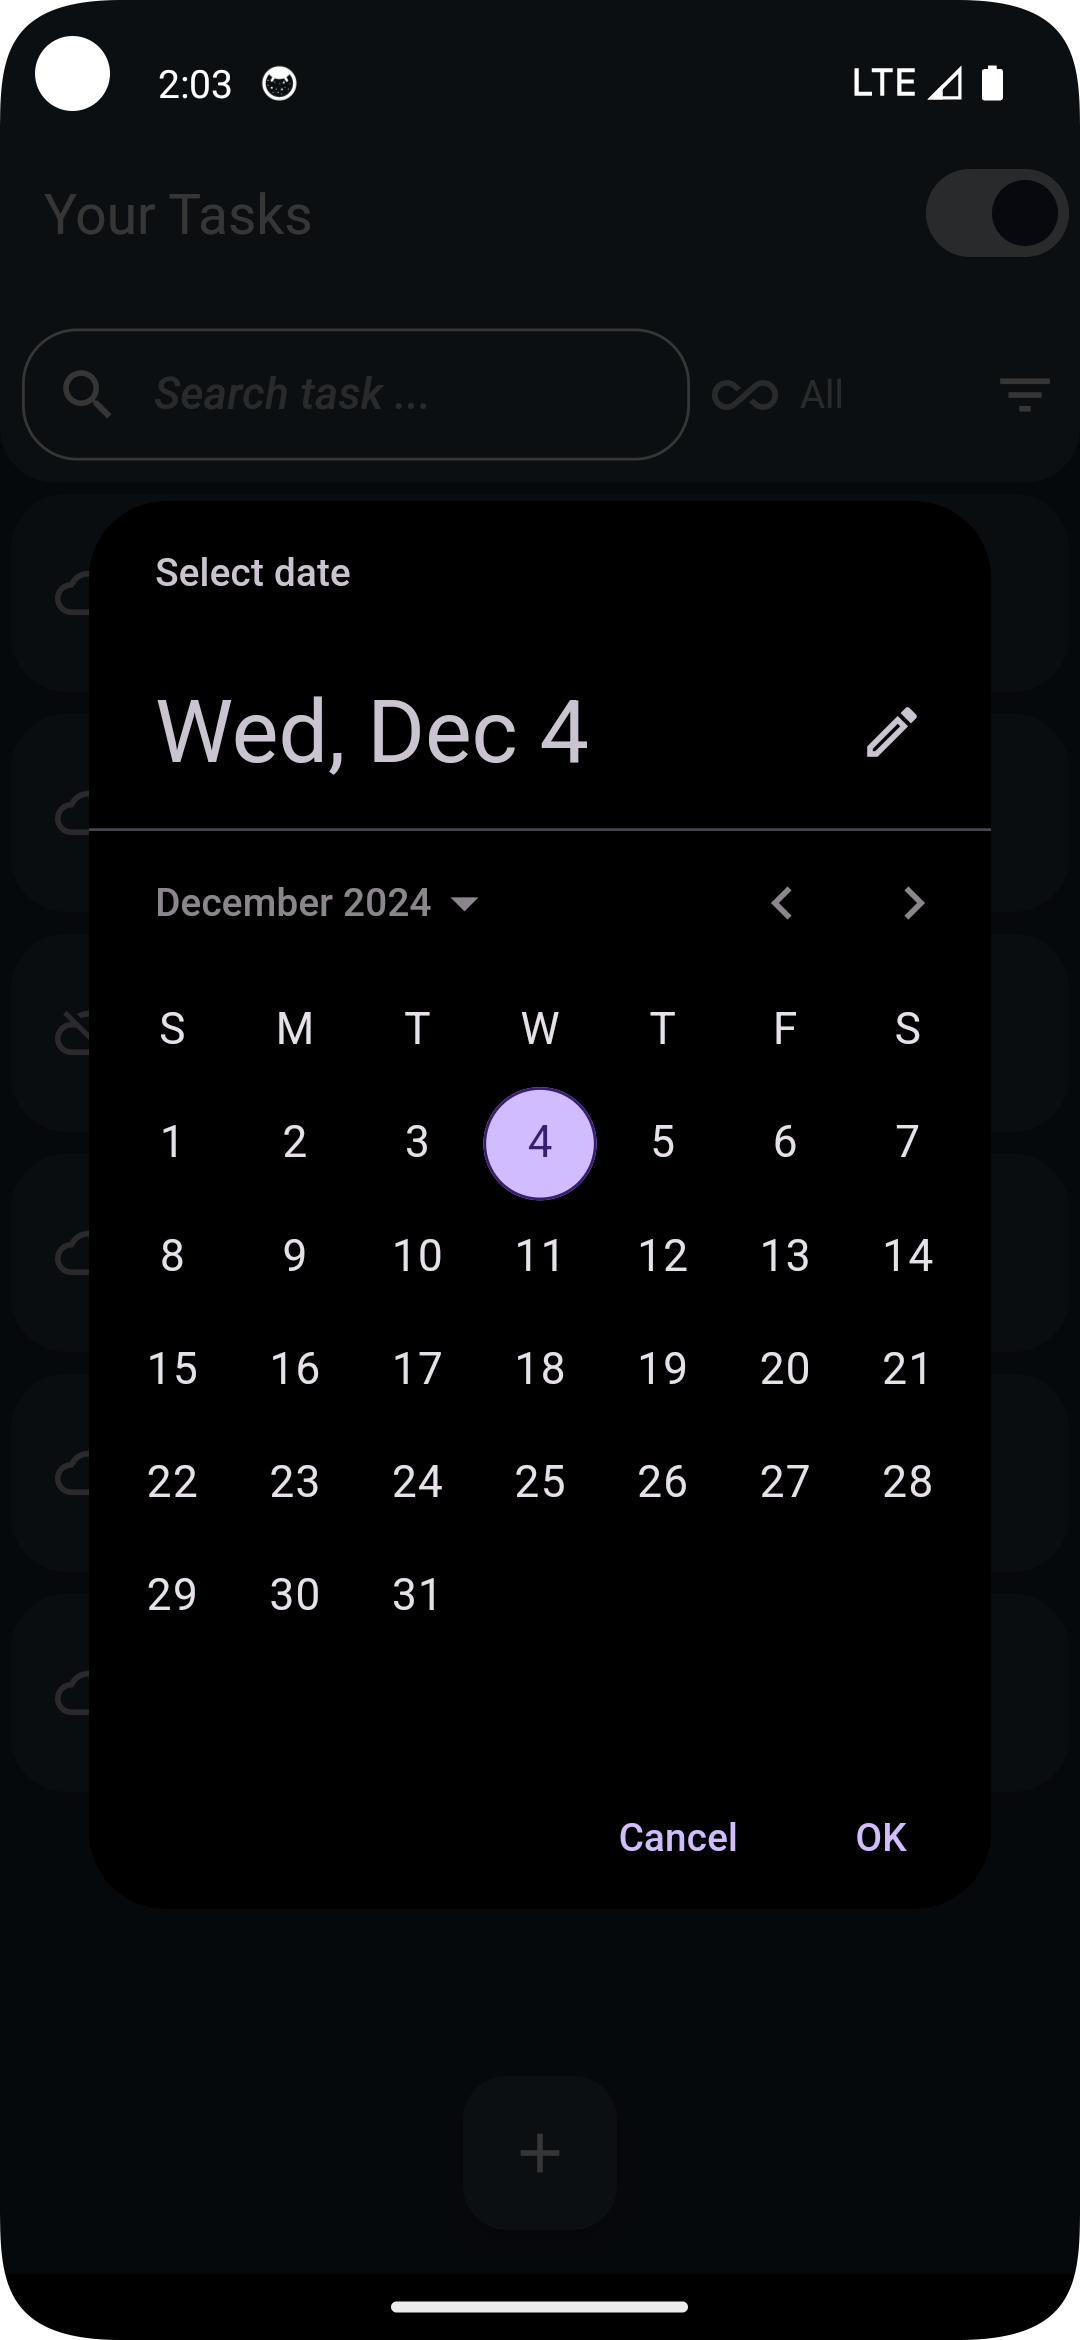 2:03 LTE
Your Tasks
Search task ... All
Select date
Wed, Dec 4
December 2024
S M T W T F S
1 2 3 4 5 6 7
8 9 10 11 12 13 14
15 16 17 18 19 20 21
22 23 24 25 26 27 28
29 30 31
Cancel OK